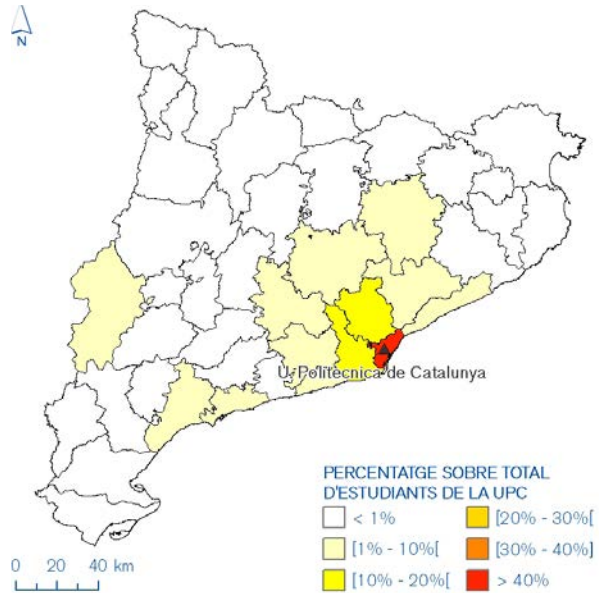 N
U. Politècnica de Catalunya
PERCENTATGE SOBRE TOTAL
D'ESTUDIANTS DE LA UPC
< 1%
[20% - 30%[
[1% - 10%[
[30% - 40%]
[10% - 20%[
> 40%
0 20 40 km